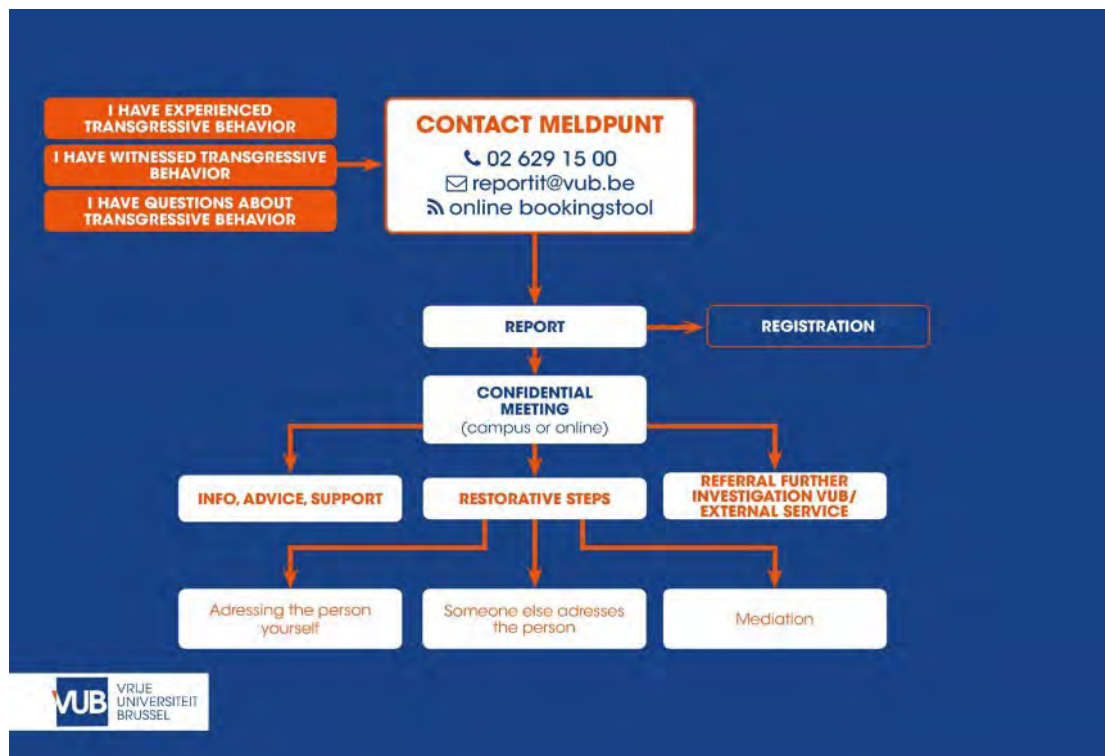 I HAVE EXPERIENCED
TRANSGRESSIVE BEHAVIOR
I HAVE WITNESSED TRANSGRESSIVE
BEHAVIOR
I HAVE QUESTIONS ABOUT
TRANSGRESSIVE BEHAVIOR
CONTACT MELDPUNT
02 629 15 00
reportit@vub.be
online bookingstool
REPORT
REGISTRATION
CONFIDENTIAL
MEETING
(campus or online)
INFO, ADVICE, SUPPORT
RESTORATIVE STEPS
REFERRAL FURTHER
INVESTIGATION VUB/
EXTERNAL SERVICE
Adressing the person
yourself
Someone else adresses
the person
Mediation
VUB
VRIJE
UNIVERSITEIT
BRUSSEL